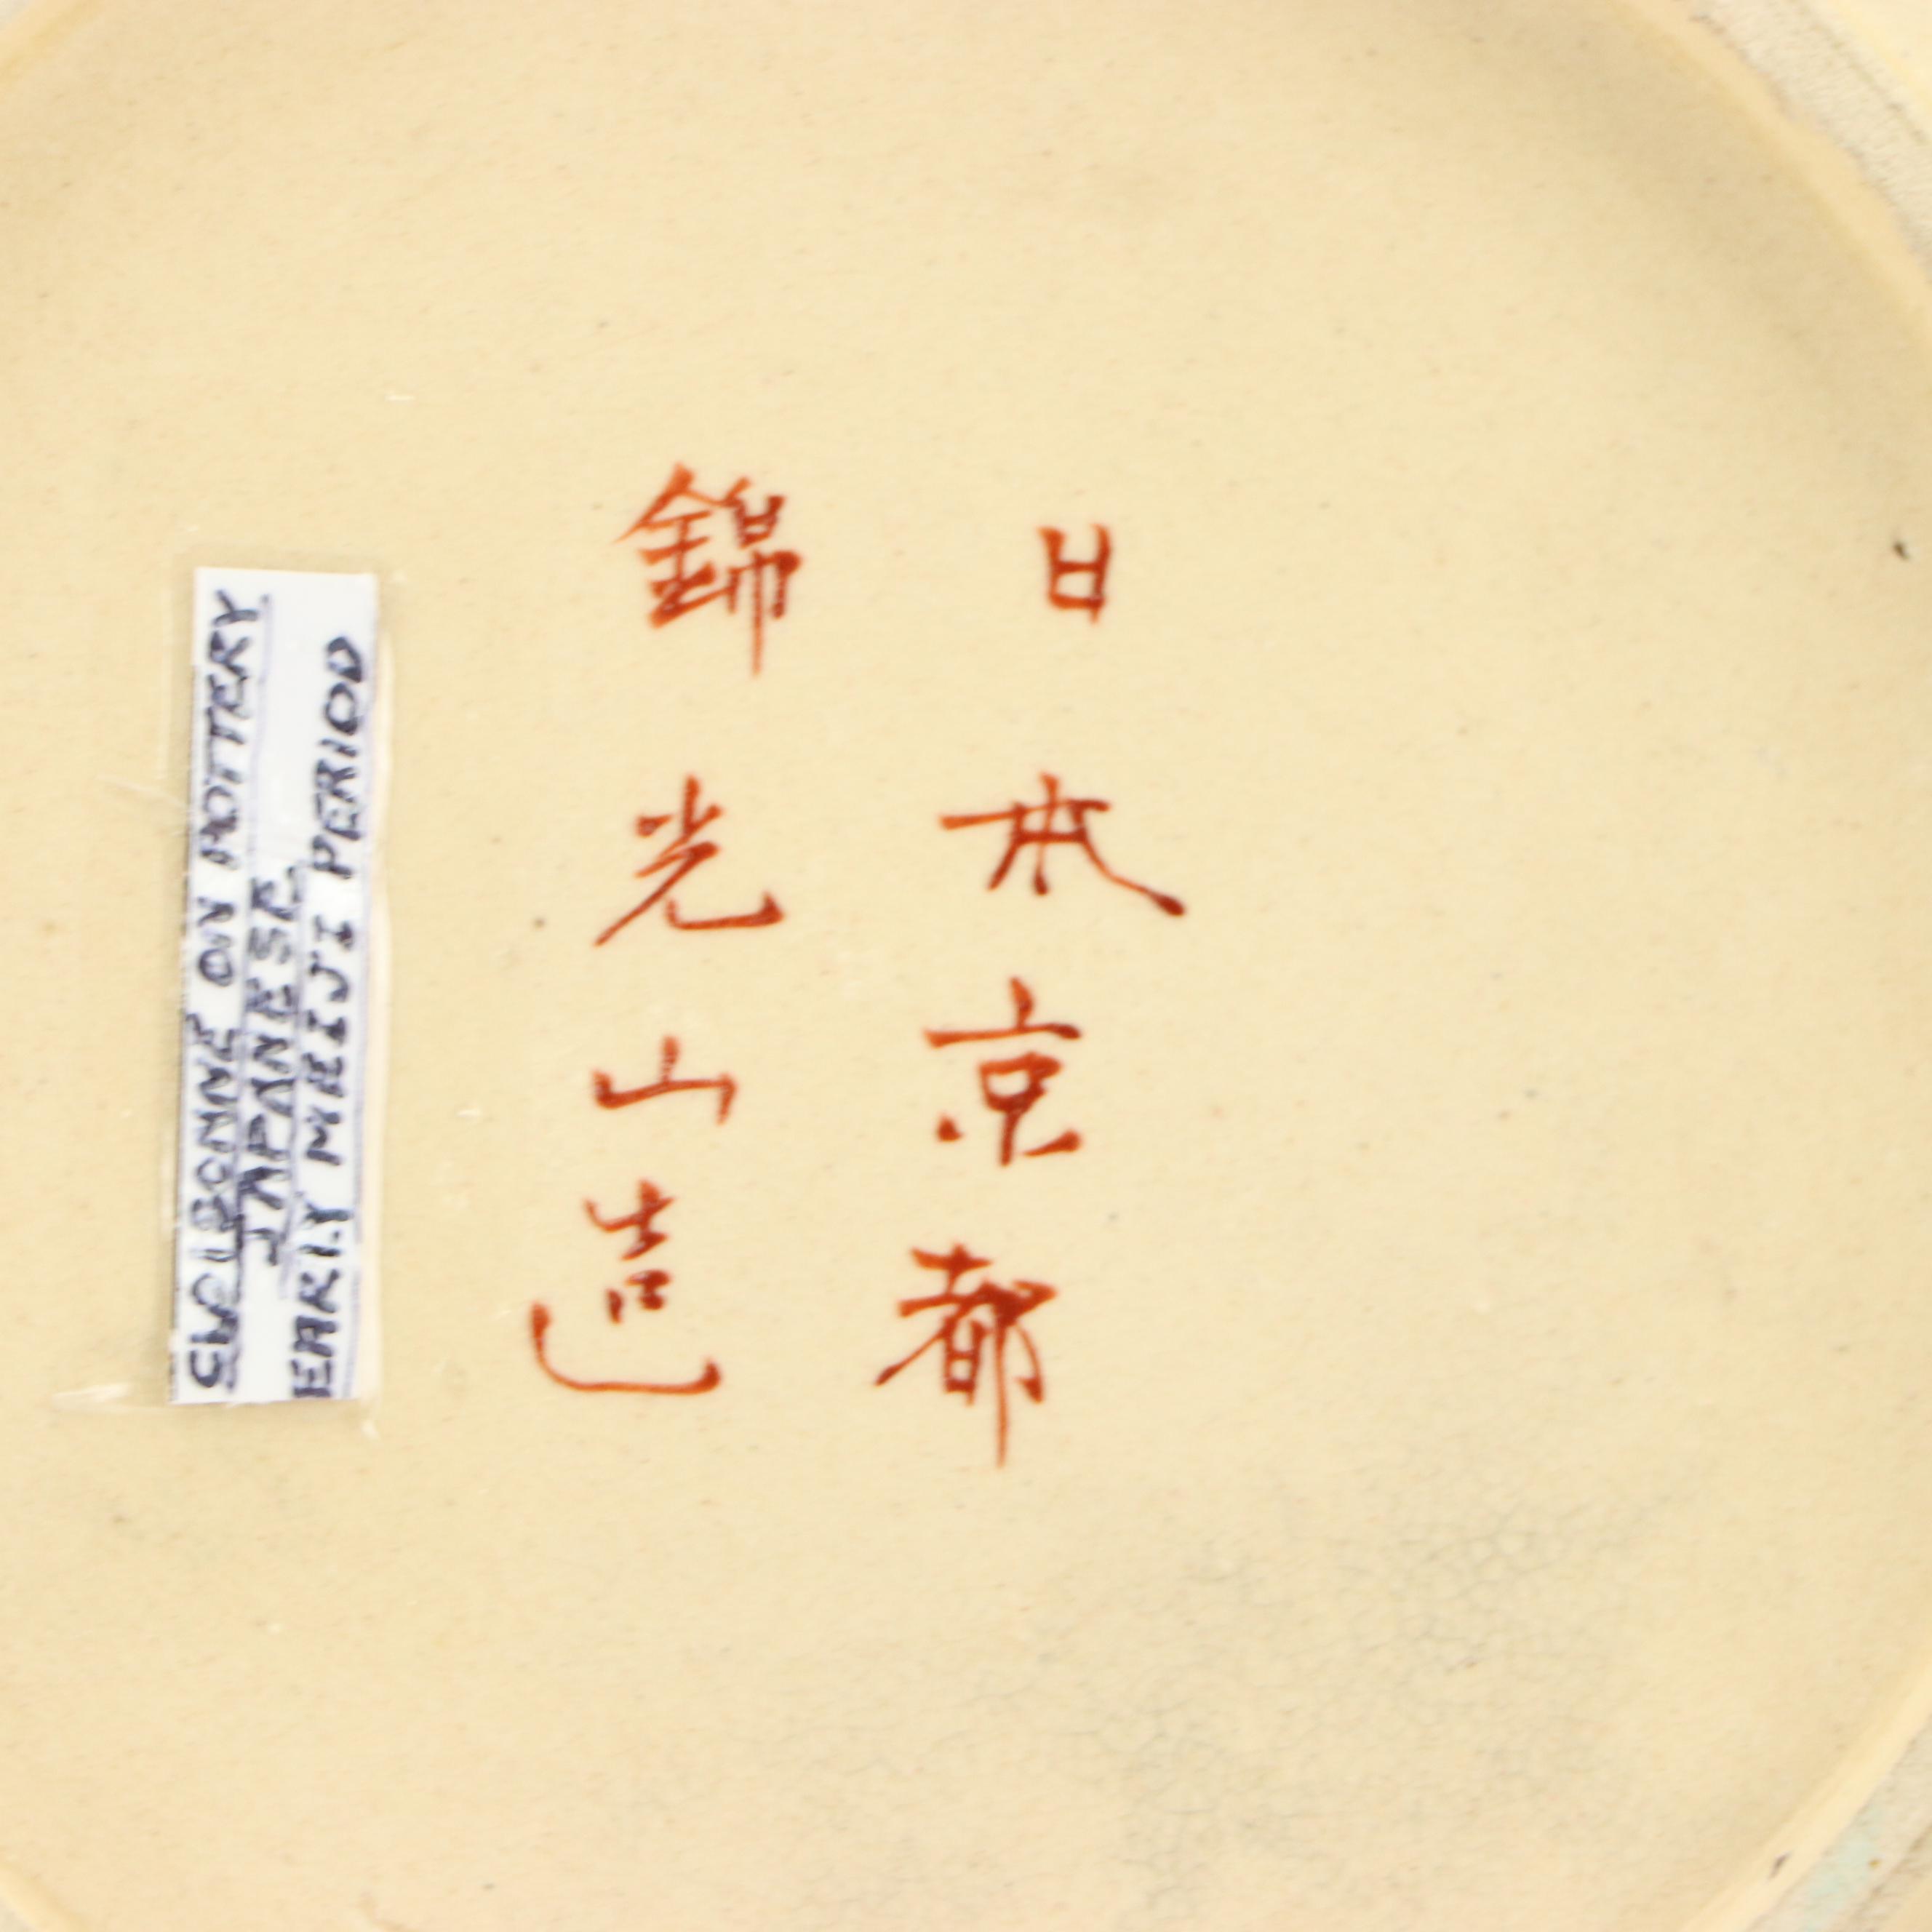 日本京都
錦光山造
CLOISONNÉ ON POTTERY
JAPANESE
EARLY MEIJI PERIOD